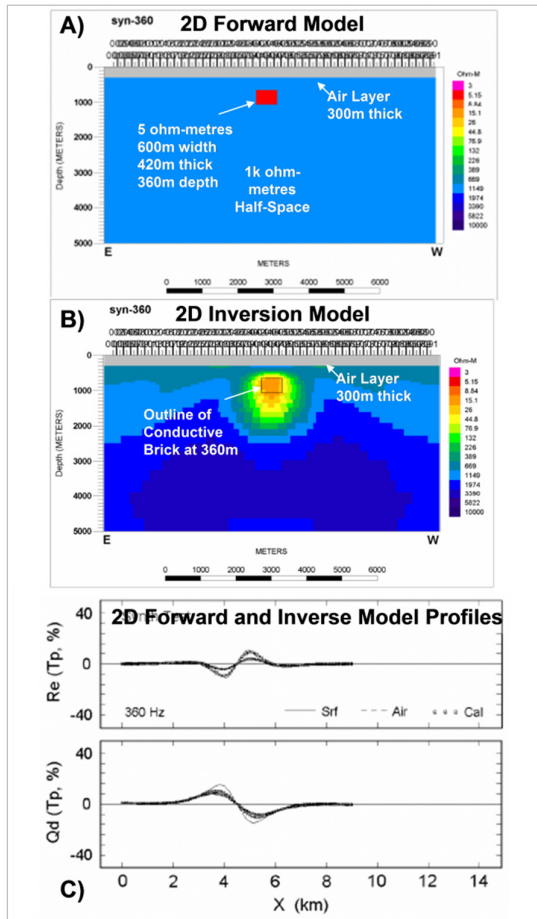 A)
syn-360
2D Forward Model
Ohm-M
3
5.15
8.84
15.1
26
44.8
76.9
132
226
389
669
1149
1974
3390
5822
10000
Depth (METERS)
0
1000
2000
3000
4000
5000
Air Layer
300m thick
5 ohm-metres
600m width
420m thick
360m depth
1k ohm-
metres
Half-Space
E
W
METERS
0 1000 2000 3000 4000 5000 6000
B)
syn-360
2D Inversion Model
Ohm-M
3
5.15
8.84
15.1
26
44.8
76.9
132
226
389
669
1149
1974
3390
5822
10000
Depth (METERS)
0
1000
2000
3000
4000
5000
Air Layer
300m thick
Outline of
Conductive
Brick at 360m
E
W
METERS
0 1000 2000 3000 4000 5000 6000
2D Forward and Inverse Model Profiles
Re (Tp, %)
40
0
-40
360 Hz
Srf
Air
Cal
Qd (Tp, %)
40
0
-40
C)
0 2 4 6 8 10 12 14
X (km)